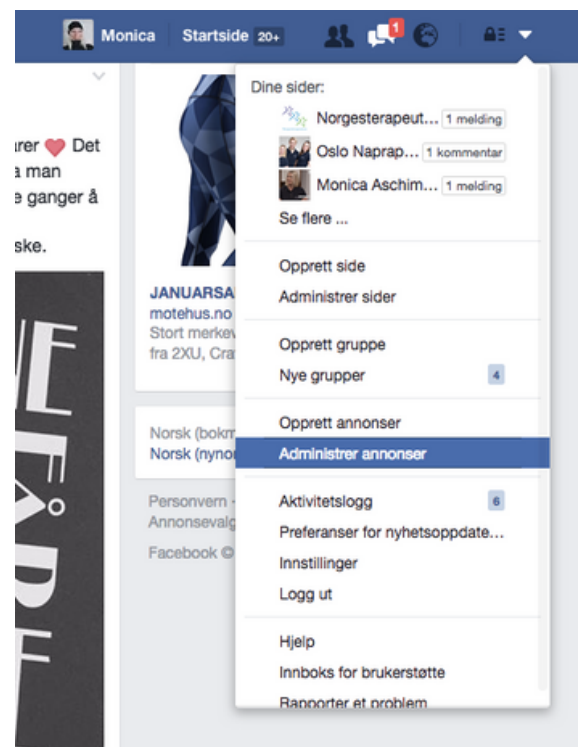 Monica
Startside 20+
1
arer ❤ Det
a man
e ganger å
ske.
JANUARSA
motehus.no
Stort merkev
fra 2XU, Cra
Norsk (bokm
Norsk (nynor
Personvern ·
Annonsevalg
Facebook ©
Dine sider:
Norgesterapeut... 1 melding
Oslo Naprap... 1 kommentar
Monica Aschim... 1 melding
Se flere ...
Opprett side
Administrer sider
Opprett gruppe
Nye grupper 4
Opprett annonser
Administrer annonser
Aktivitetslogg 6
Preferanser for nyhetsoppdate...
Innstillinger
Logg ut
Hjelp
Innboks for brukerstøtte
Rapporter et problem